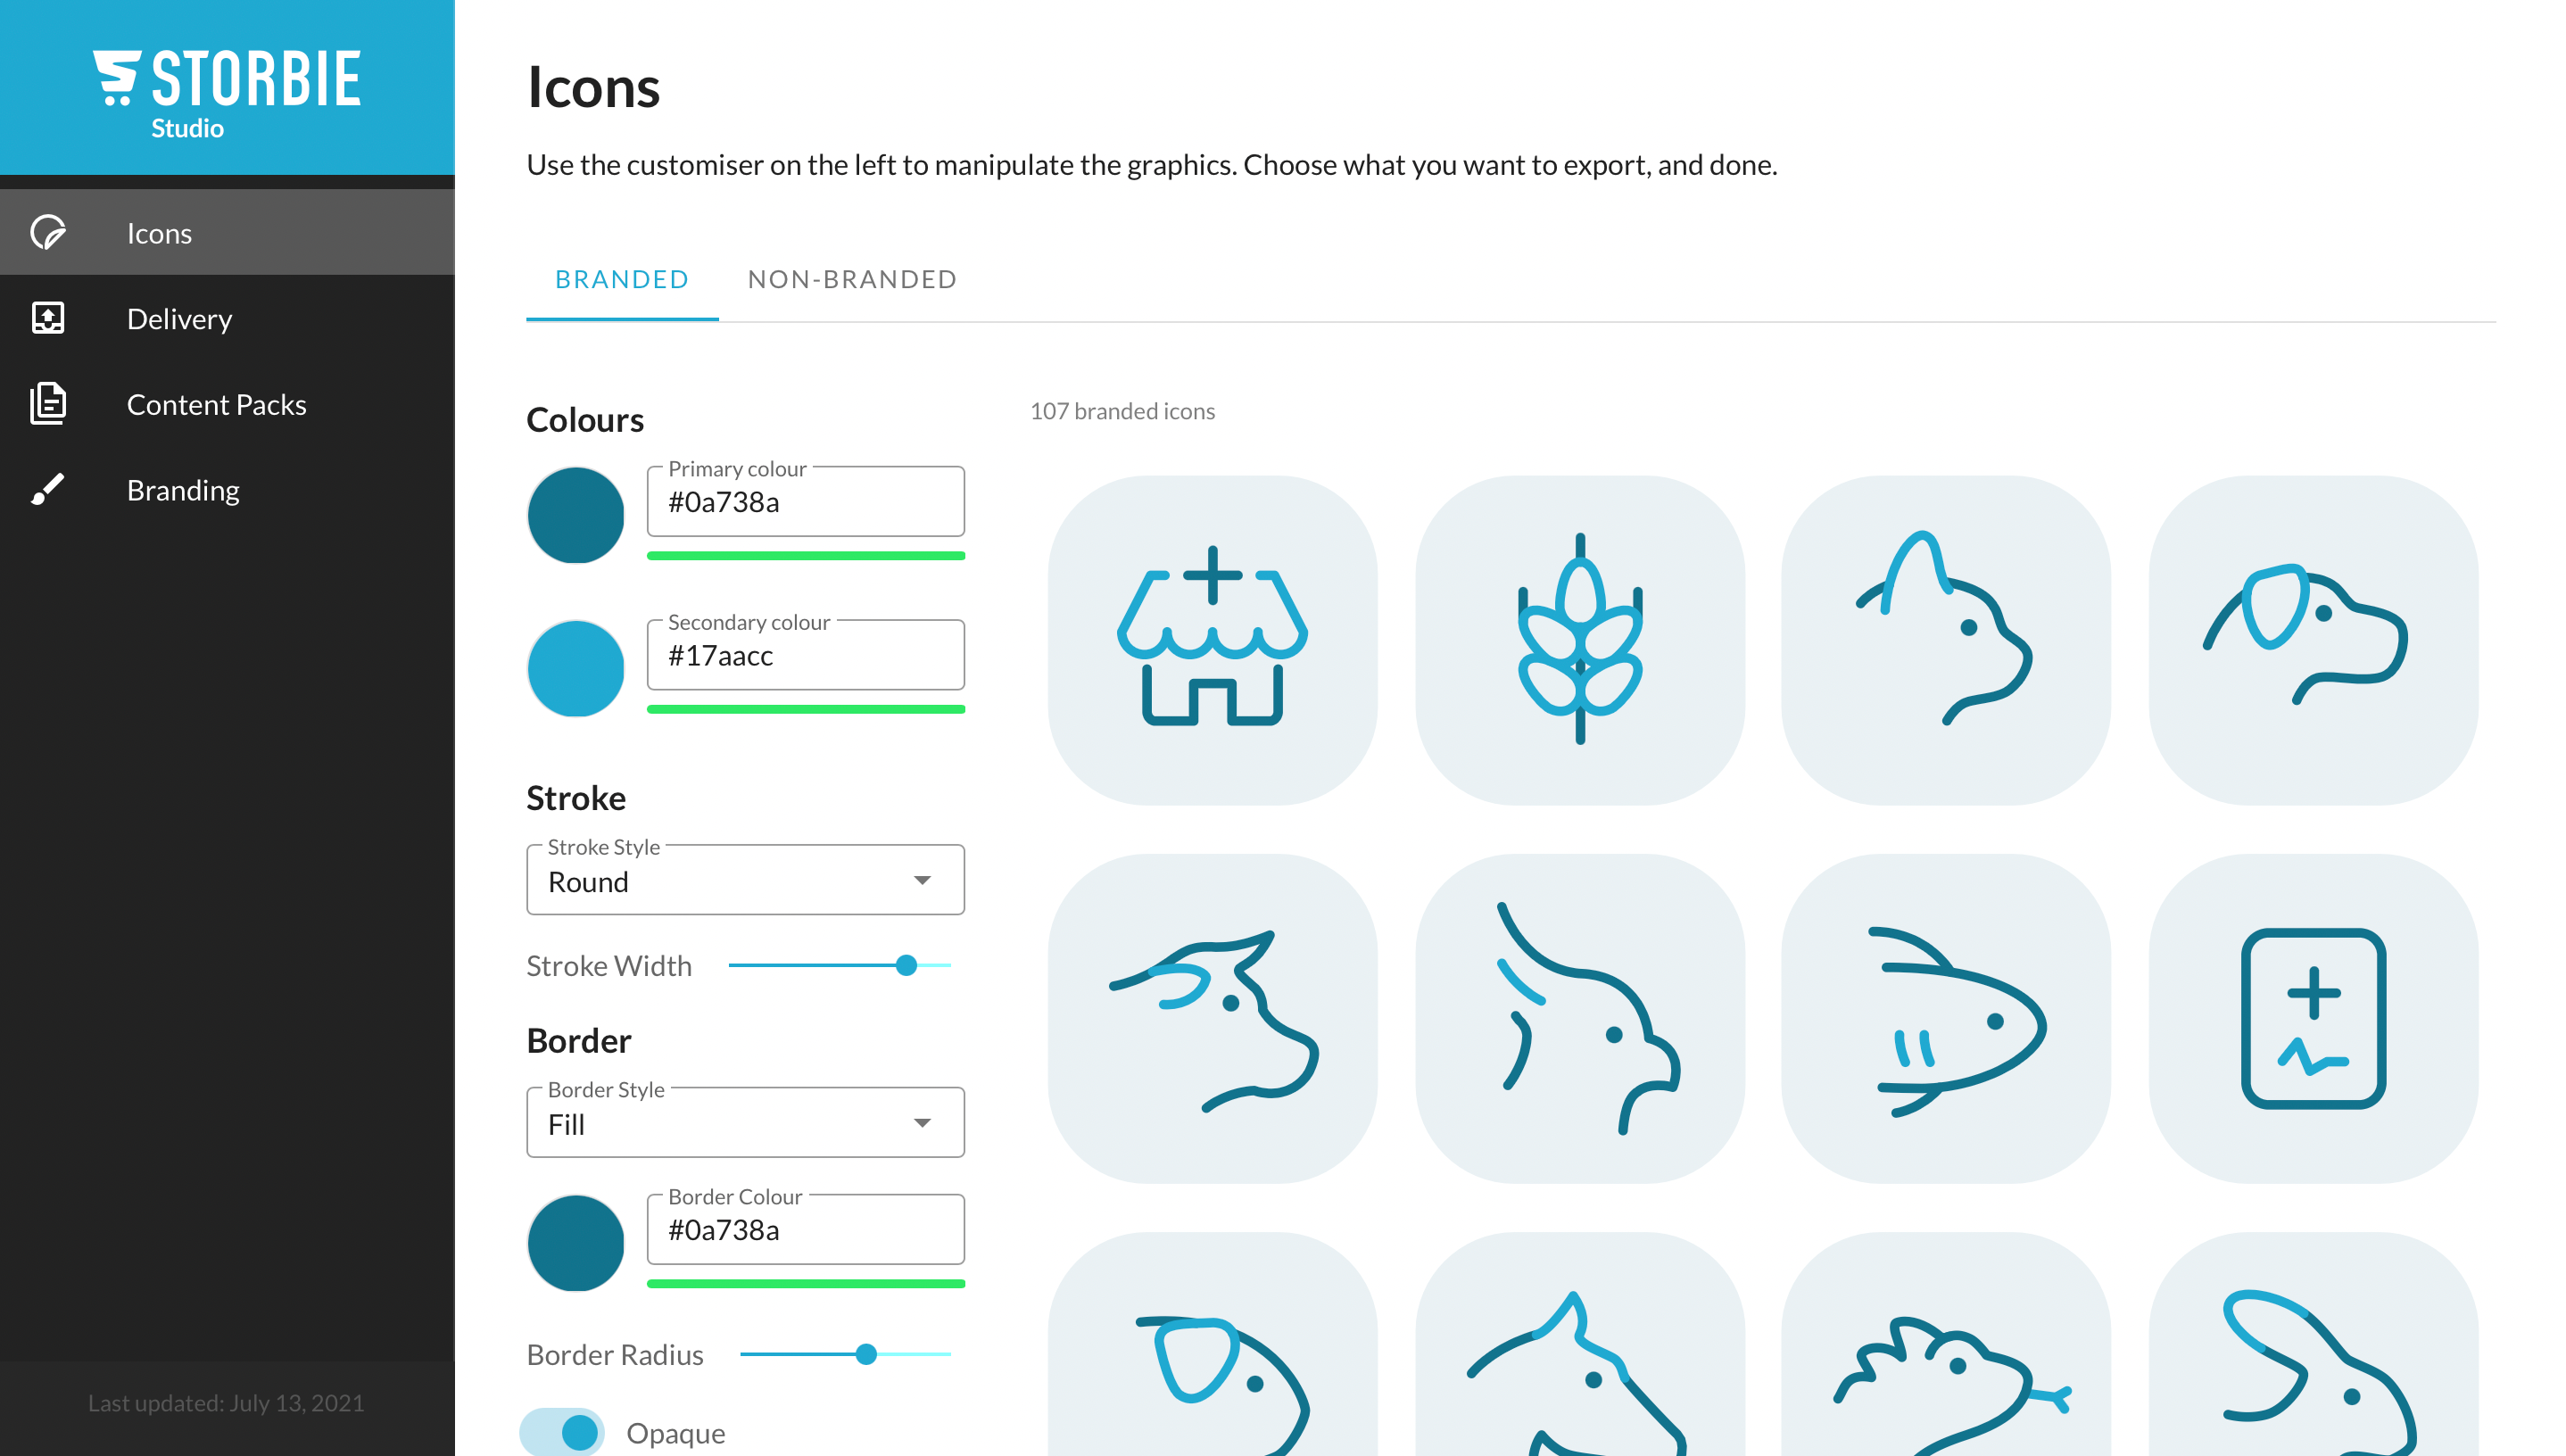 STORBIE
Studio
Icons
Delivery
Content Packs
Branding
Last updated: July 13, 2021
Icons
Use the customiser on the left to manipulate the graphics. Choose what you want to export, and done.
BRANDED
NON-BRANDED
Colours
Primary colour
#0a738a
Secondary colour
#17aacc
Stroke
Stroke Style
Round
Stroke Width
Border
Border Style
Fill
Border Colour
#0a738a
Border Radius
Opaque
107 branded icons